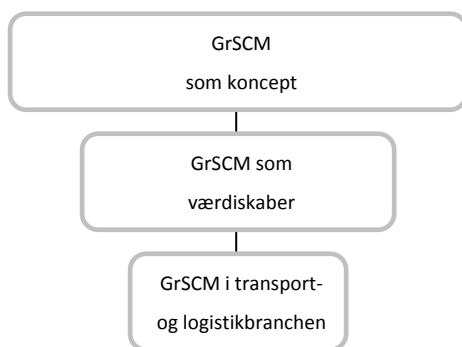 GrSCM
som koncept
GrSCM som
værdiskaber
GrSCM i transport-
og logistikbranchen